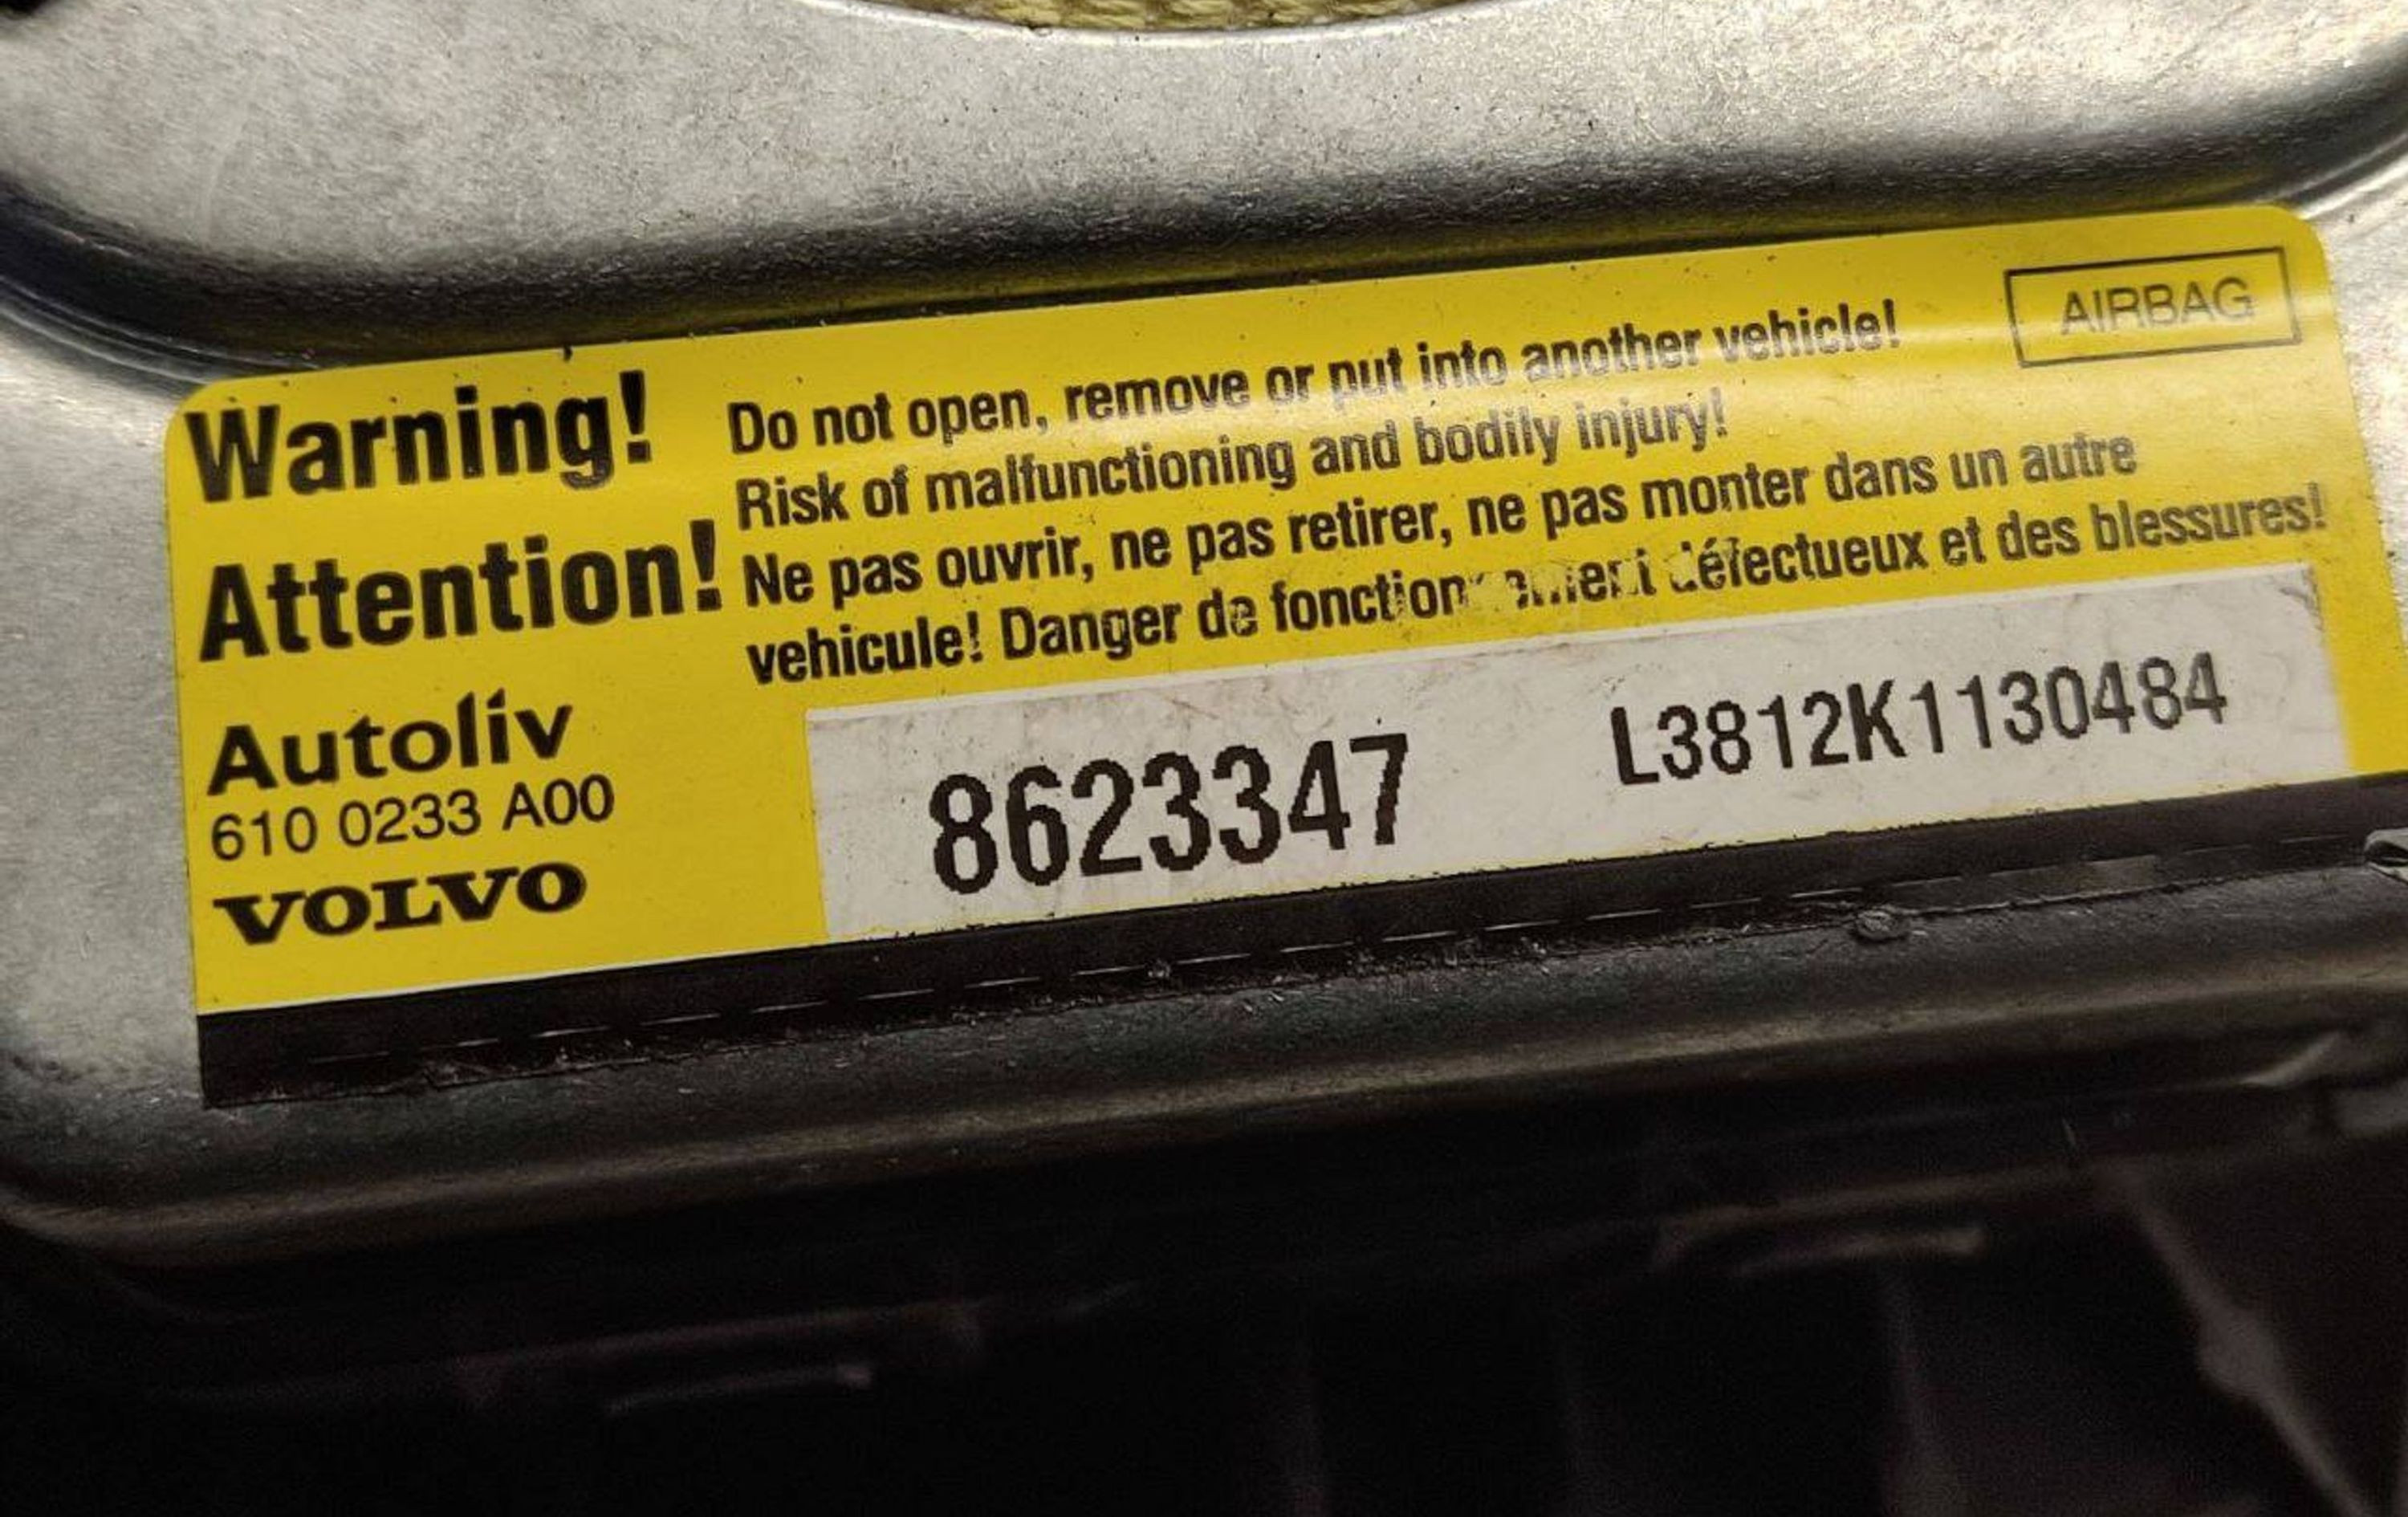 AIRBAG
Warning!
Do not open, remove or put into another vehicle!
Risk of malfunctioning and bodily injury!
Attention!
Ne pas ouvrir, ne pas retirer, ne pas monter dans un autre
vehicule! Danger de fonctionnement défectueux et des blessures!
Autoliv
610 0233 A00
VOLVO
8623347
L3812K1130484